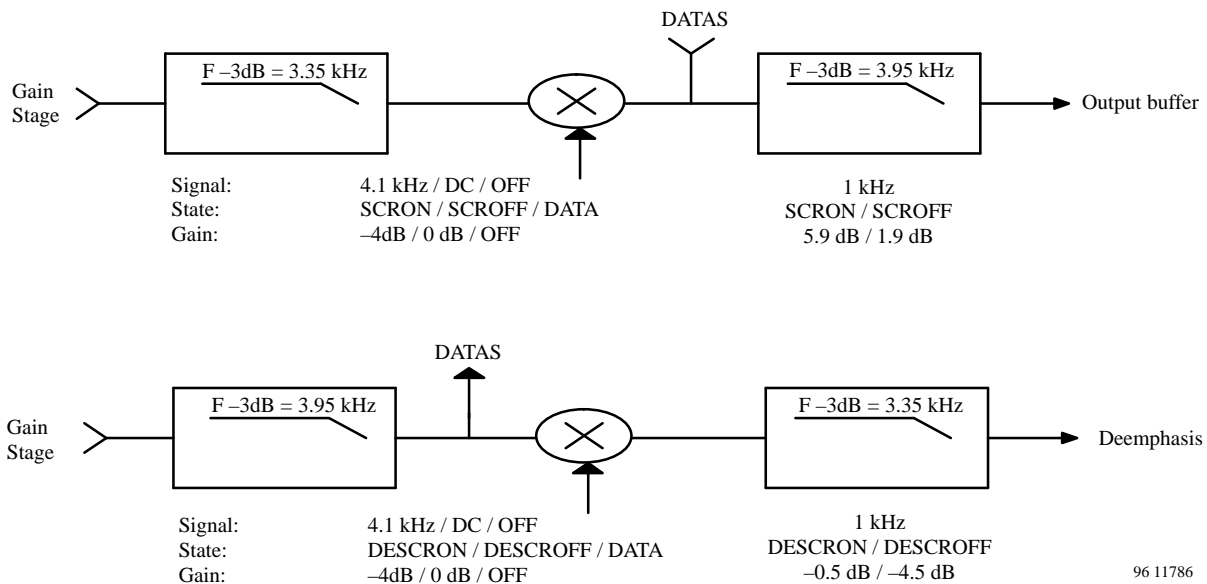 DATAS
F –3dB = 3.35 kHz
F –3dB = 3.95 kHz
Gain
Stage
Output buffer
Signal: 4.1 kHz / DC / OFF
State: SCRON / SCROFF / DATA
Gain: –4dB / 0 dB / OFF
1 kHz
SCRON / SCROFF
5.9 dB / 1.9 dB
DATAS
F –3dB = 3.95 kHz
F –3dB = 3.35 kHz
Gain
Stage
Deemphasis
Signal: 4.1 kHz / DC / OFF
State: DESCRON / DESCROFF / DATA
Gain: –4dB / 0 dB / OFF
1 kHz
DESCRON / DESCROFF
–0.5 dB / –4.5 dB
96 11786